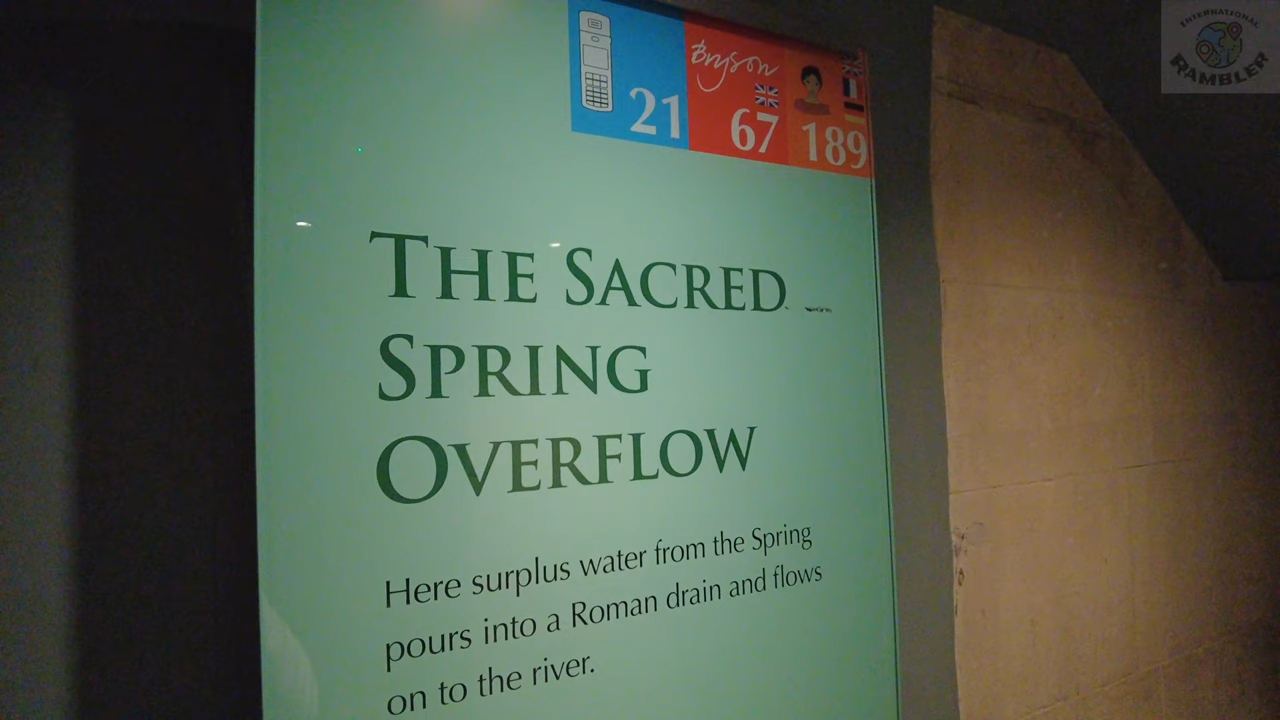 INTERNATIONAL
RAMBLER
21
Bryson
67
189
THE SACRED
SPRING
OVERFLOW
Here surplus water from the Spring
pours into a Roman drain and flows
on to the river.